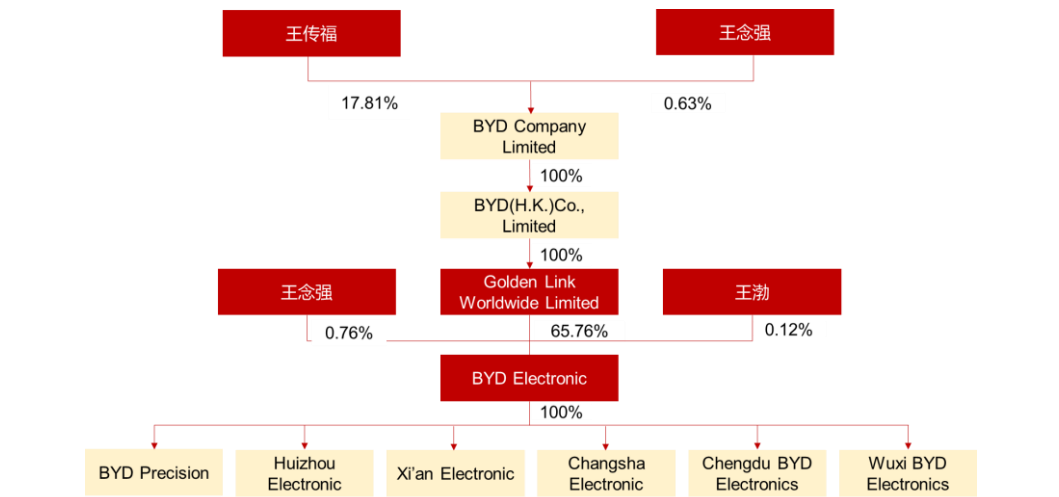 王传福
王念强
17.81%
0.63%
BYD Company
Limited
100%
BYD(H.K.)Co.,
Limited
100%
王念强
Golden Link
Worldwide Limited
王渤
0.76%
65.76%
0.12%
BYD Electronic
100%
BYD Precision
Huizhou
Electronic
Xi'an Electronic
Changsha
Electronic
Chengdu BYD
Electronics
Wuxi BYD
Electronics